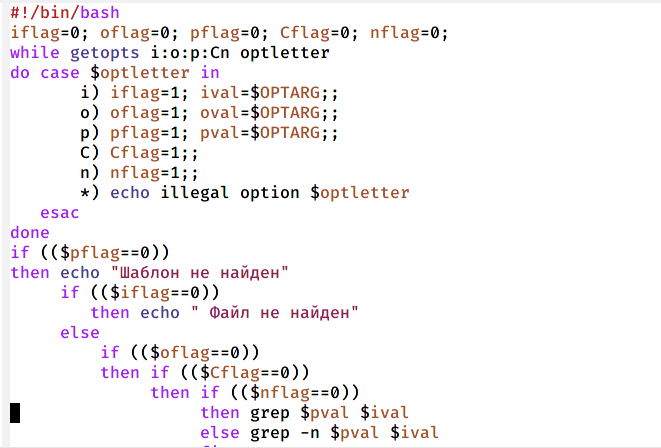 #!/bin/bash
iflag=0; oflag=0; pflag=0; Cflag=0; nflag=0;
while getopts i:o:p:Cn optletter
do case $optletter in
       i) iflag=1; ival=$OPTARG;;
       o) oflag=1; oval=$OPTARG;;
       p) pflag=1; pval=$OPTARG;;
       C) Cflag=1;;
       n) nflag=1;;
       *) echo illegal option $optletter
   esac
done
if (($pflag==0))
then echo "Шаблон не найден"
     if (($iflag==0))
        then echo " Файл не найден"
     else
         if (($oflag==0))
         then if (($Cflag==0))
              then if (($nflag==0))
                   then grep $pval $ival
                   else grep -n $pval $ival